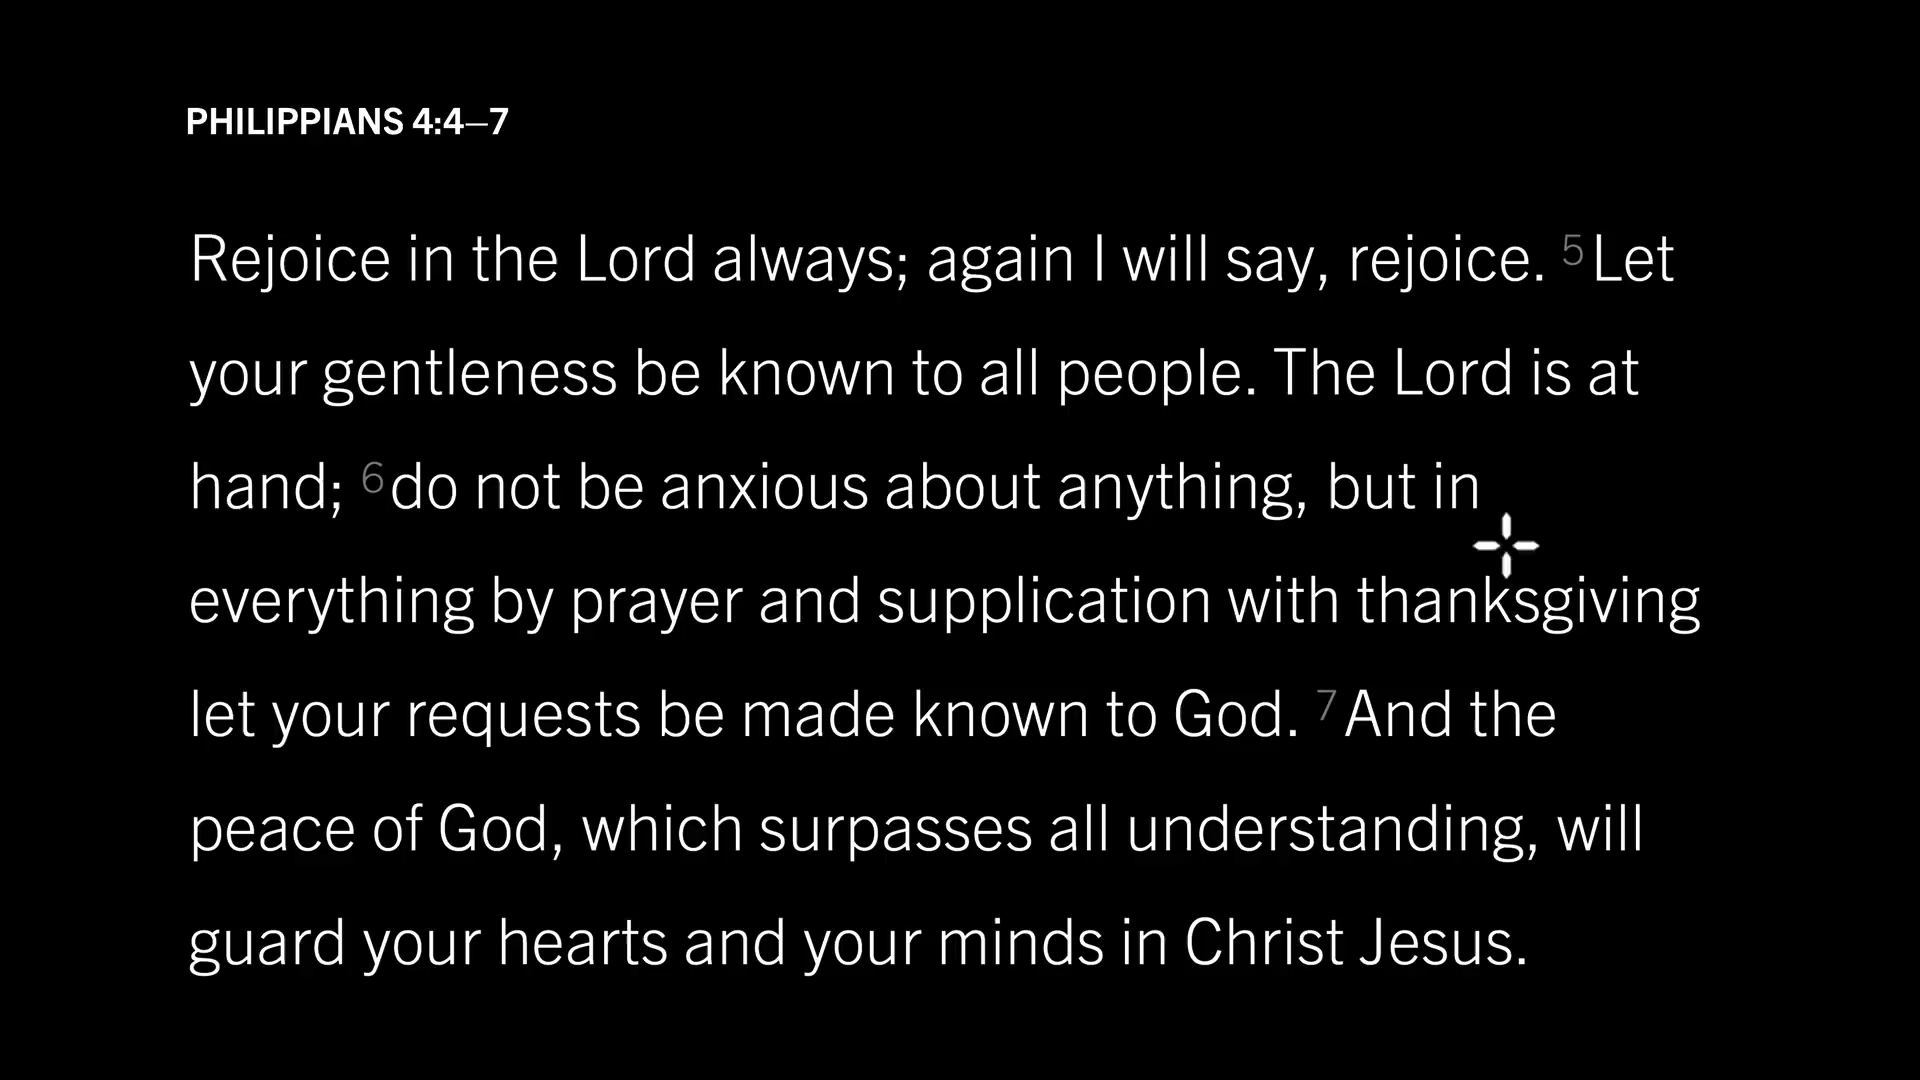 PHILIPPIANS 4:4–7
Rejoice in the Lord always; again I will say, rejoice. 5 Let
your gentleness be known to all people. The Lord is at
hand; 6 do not be anxious about anything, but in
everything by prayer and supplication with thanksgiving
let your requests be made known to God. 7 And the
peace of God, which surpasses all understanding, will
guard your hearts and your minds in Christ Jesus.